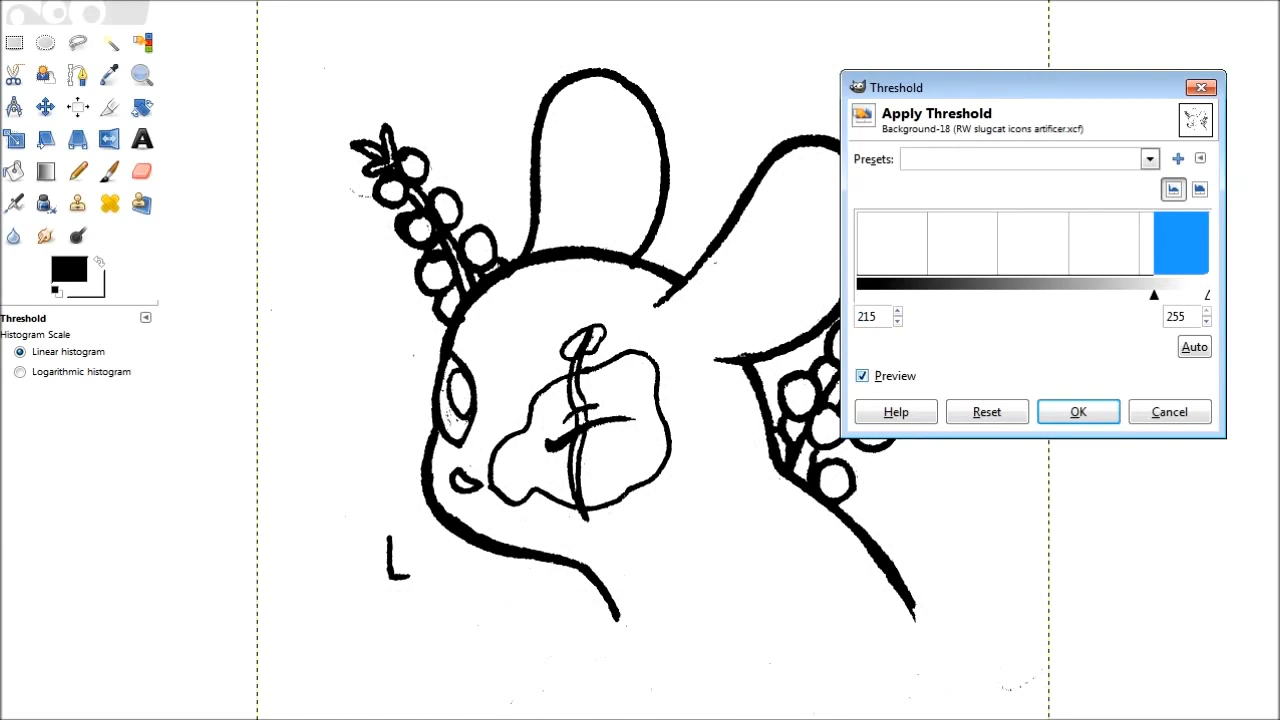 Threshold
Apply Threshold
Background-18 (RW slugcat icons artificer.xcf)
Presets:
215
255
Auto
Preview
Help
Reset
OK
Cancel
Threshold
Histogram Scale
Linear histogram
Logarithmic histogram
L